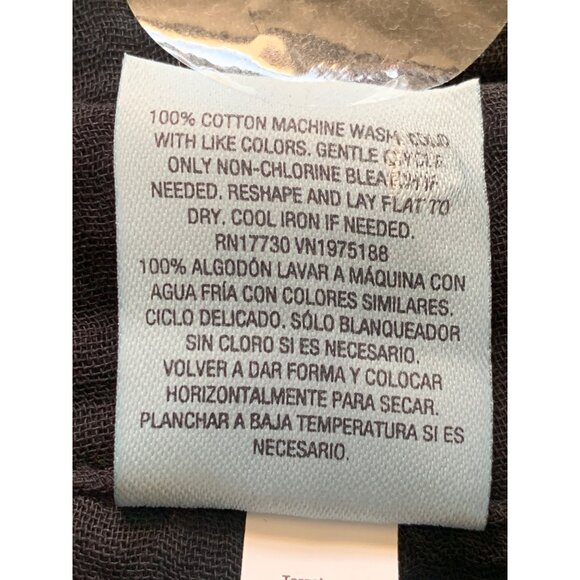 100% COTTON MACHINE WASH, COLD
WITH LIKE COLORS. GENTLE CYCLE
ONLY NON-CHLORINE BLEACH IF
NEEDED. RESHAPE AND LAY FLAT TO
DRY. COOL IRON IF NEEDED.
RN17730 VN1975188
100% ALGODÓN LAVAR A MÁQUINA CON
AGUA FRÍA CON COLORES SIMILARES.
CICLO DELICADO. SÓLO BLANQUEADOR
SIN CLORO SI ES NECESARIO.
VOLVER A DAR FORMA Y COLOCAR
HORIZONTALMENTE PARA SECAR.
PLANCHAR A BAJA TEMPERATURA SI ES
NECESARIO.